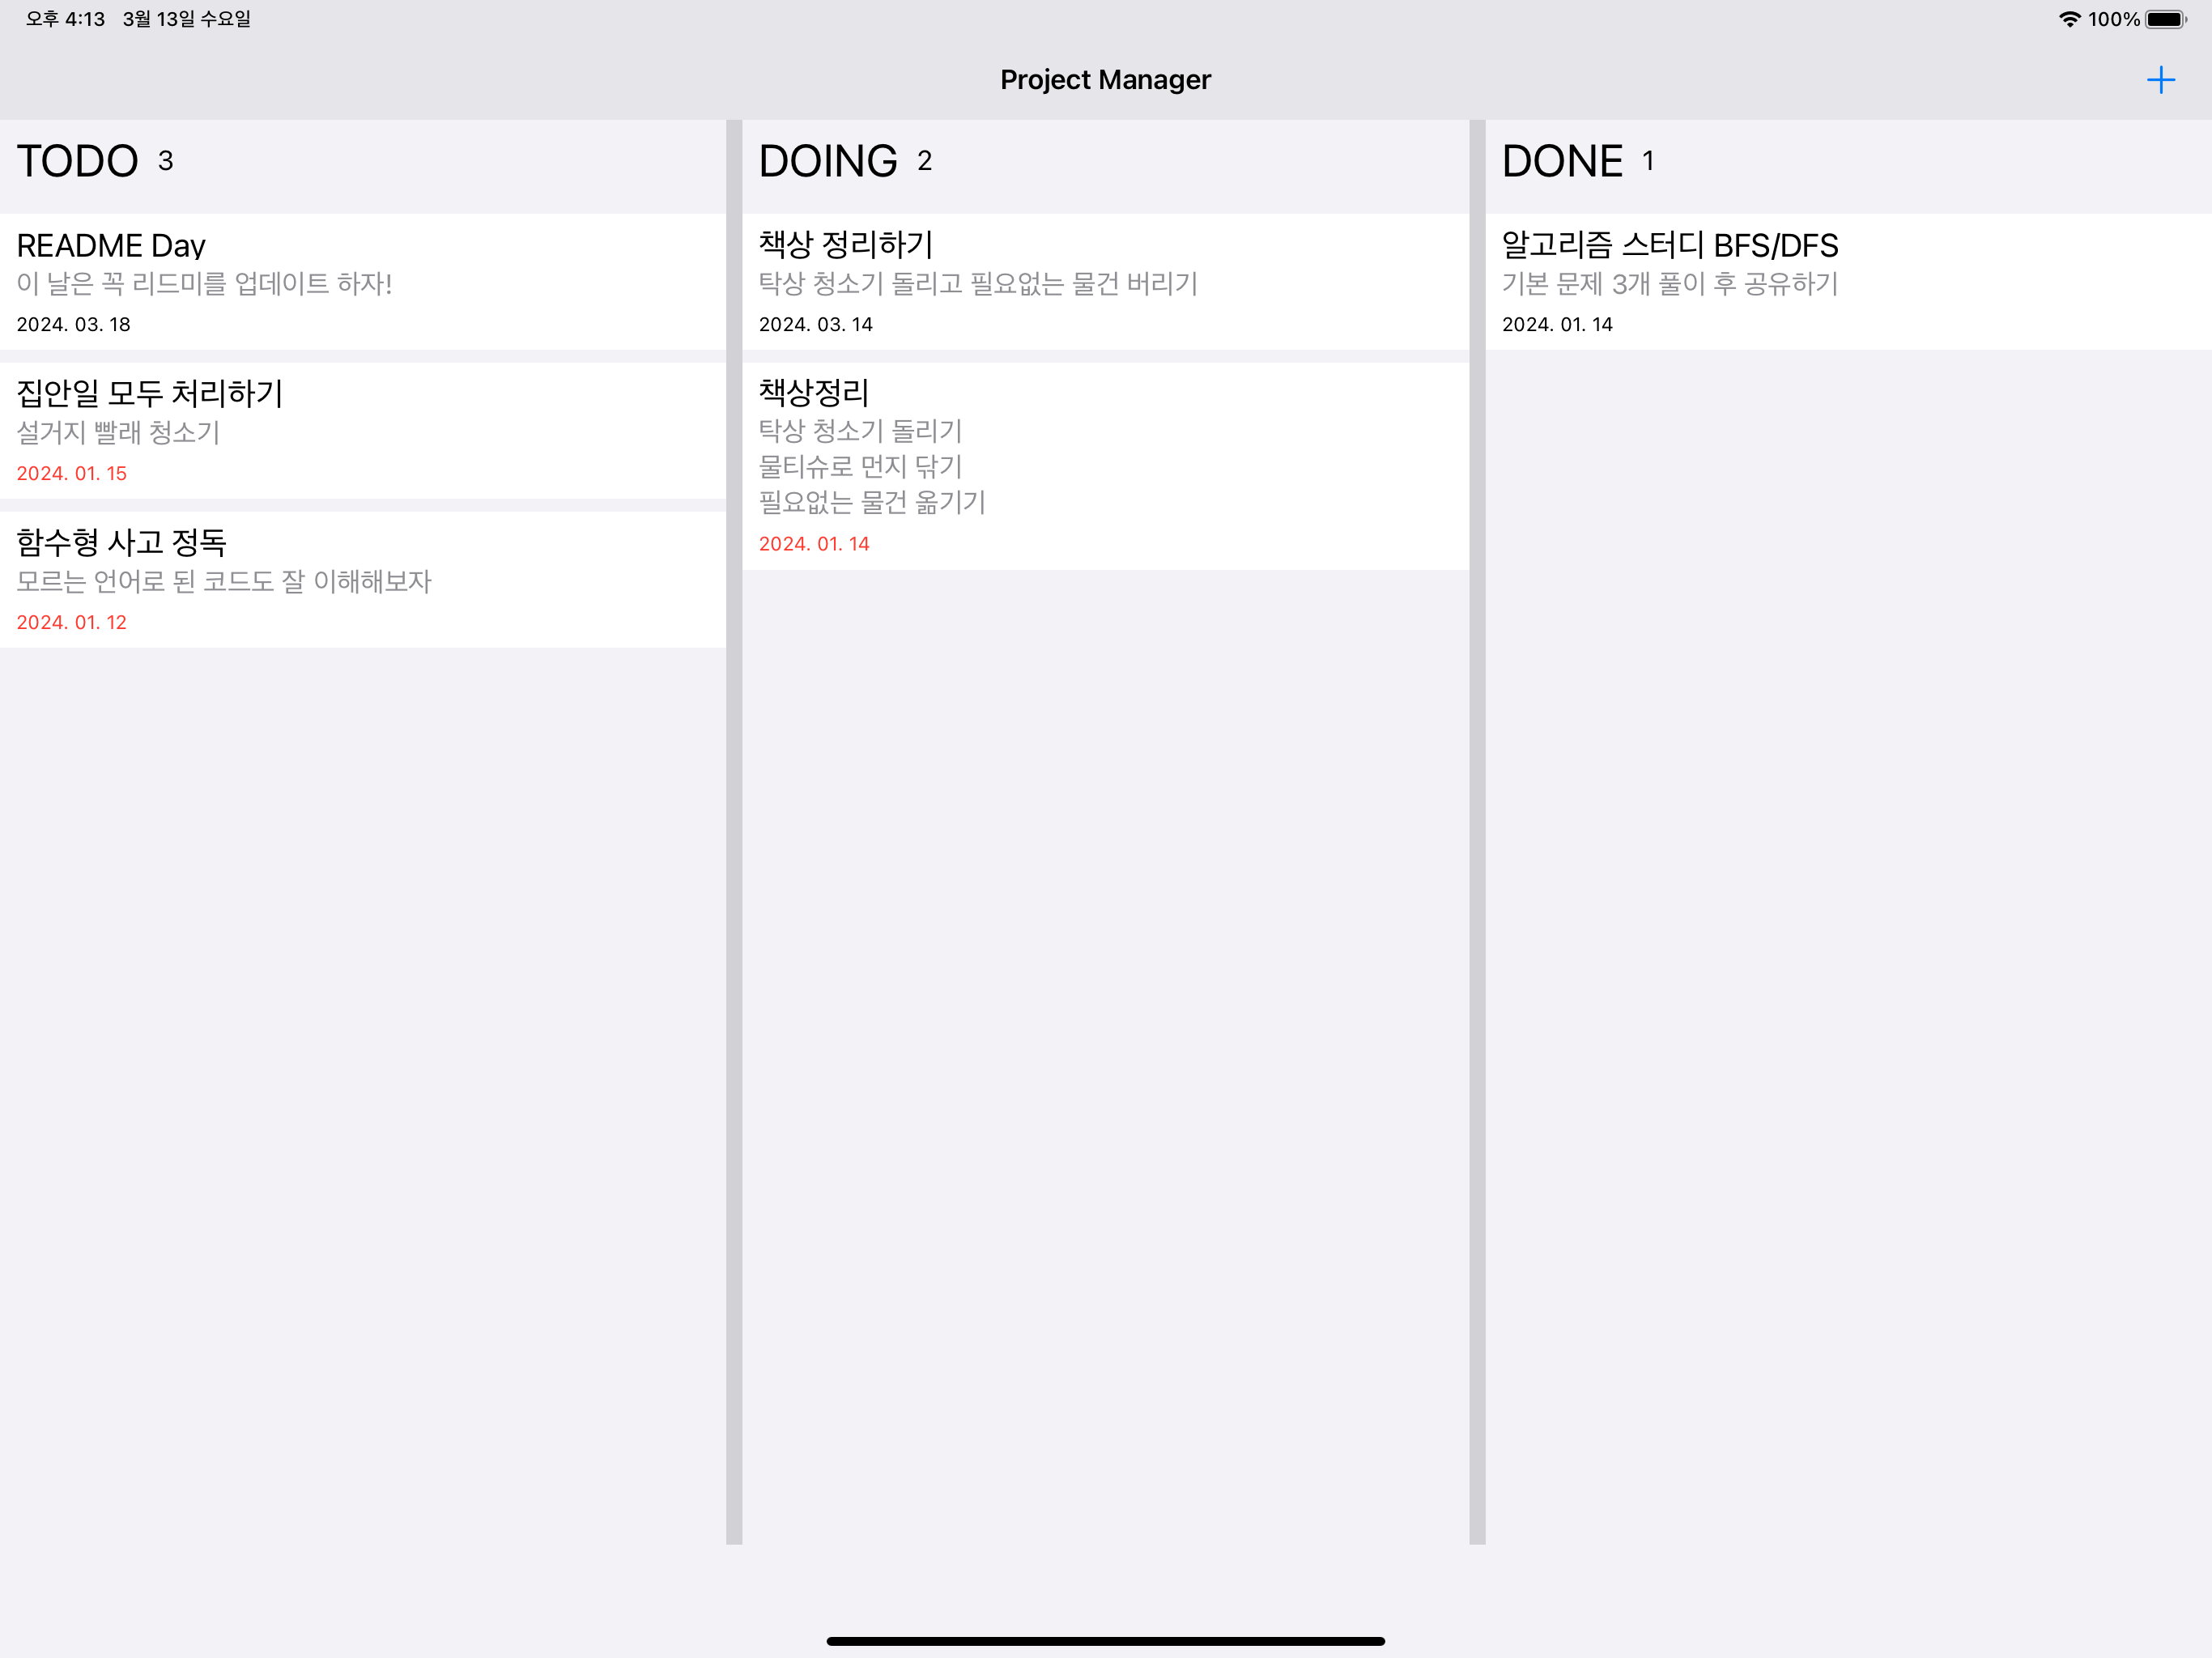 오후 4:13 3월 13일 수요일
100%
Project Manager
TODO 3
README Day
이 날은 꼭 리드미를 업데이트 하자!
2024. 03. 18
집안일 모두 처리하기
설거지 빨래 청소기
2024. 01. 15
함수형 사고 정독
모르는 언어로 된 코드도 잘 이해해보자
2024. 01. 12
DOING 2
책상 정리하기
탁상 청소기 돌리고 필요없는 물건 버리기
2024. 03. 14
책상정리
탁상 청소기 돌리기
물티슈로 먼지 닦기
필요없는 물건 옮기기
2024. 01. 14
DONE 1
알고리즘 스터디 BFS/DFS
기본 문제 3개 풀이 후 공유하기
2024. 01. 14